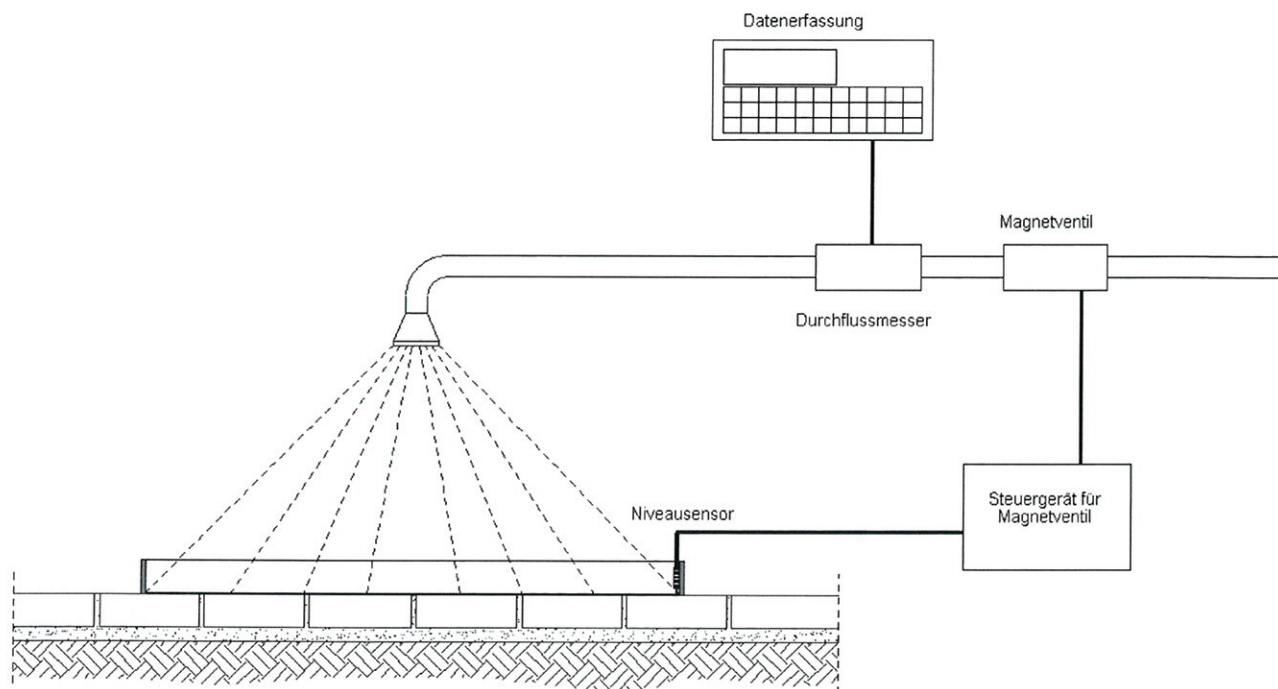 Datenerfassung
Magnetventil
Durchflussmesser
Niveausensor
Steuergerät für
Magnetventil